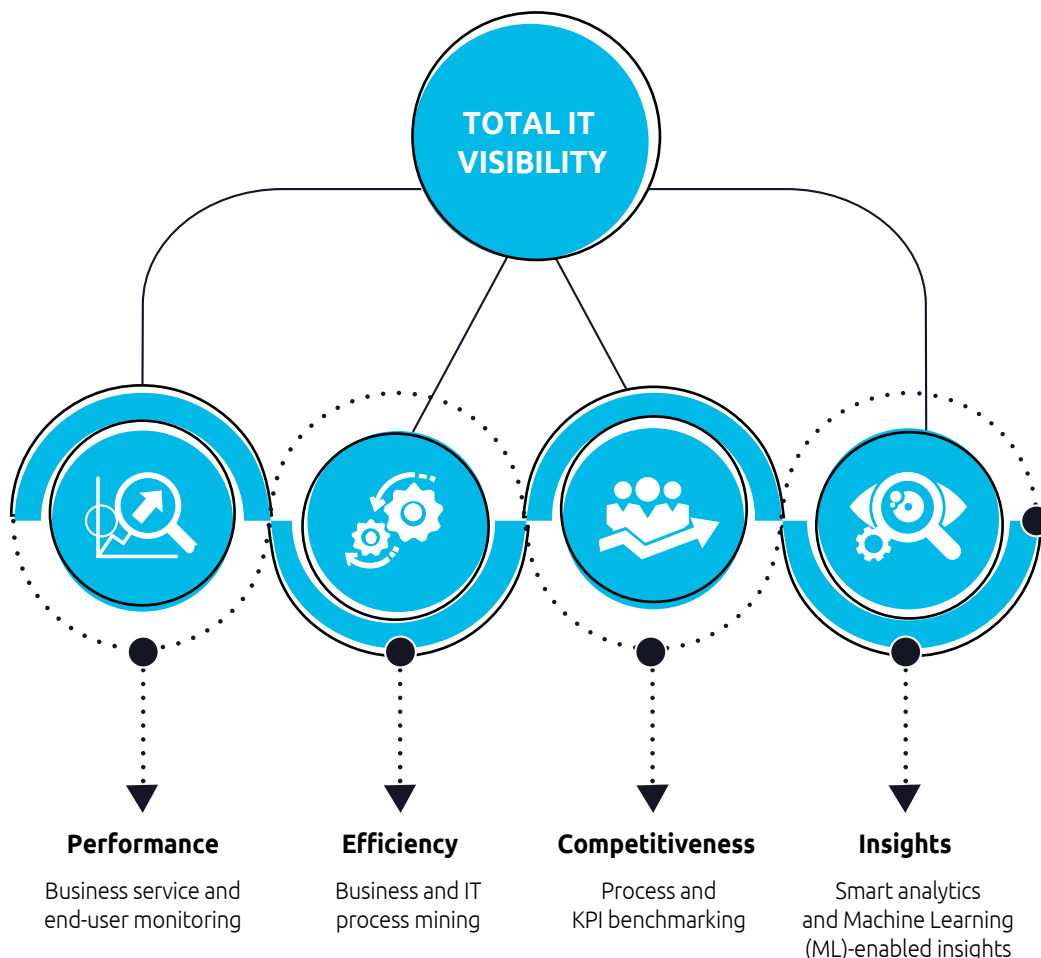 TOTAL IT
VISIBILITY
Performance
Business service and
end-user monitoring
Efficiency
Business and IT
process mining
Competitiveness
Process and
KPI benchmarking
Insights
Smart analytics
and Machine Learning
(ML)-enabled insights